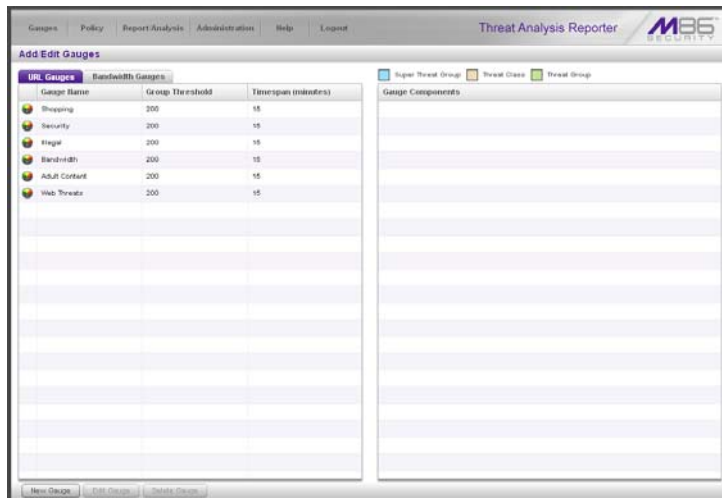 Gauges Policy Report/Analysis Administration Help Logout
Threat Analysis Reporter
M86 SECURITY
Add/Edit Gauges
URL Gauges Bandwidth Gauges
Super Threat Group Threat Class Threat Group
Gauge Name Group Threshold Timespan (minutes)
Gauge Components
Shopping 200 15
Security 200 15
Illegal 200 15
Bandwidth 200 15
Adult Content 200 15
Web Threats 200 15
New Gauge Edit Gauge Delete Gauge